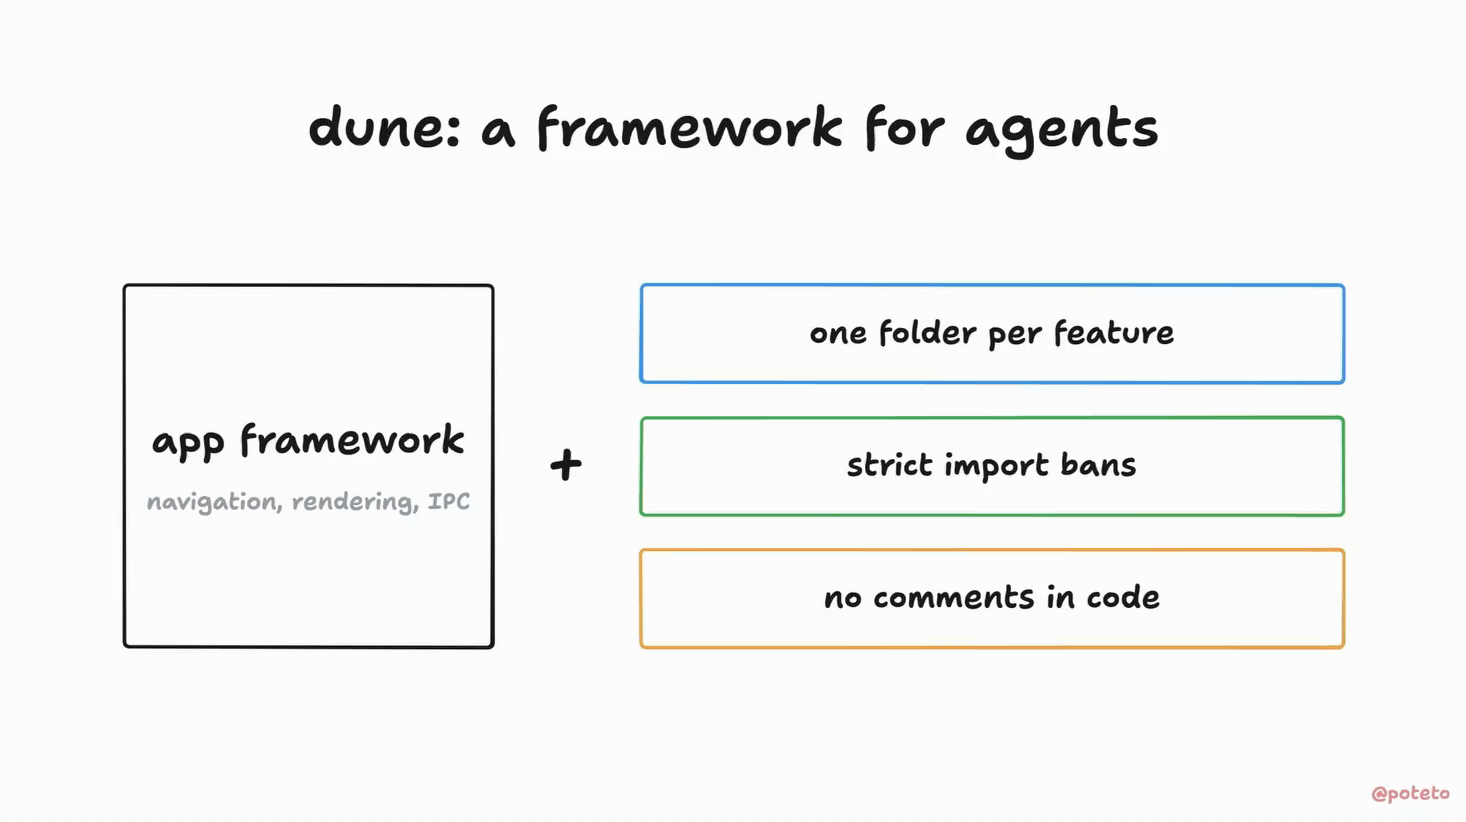 dune: a framework for agents
app framework
navigation, rendering, IPC
+
one folder per feature
strict import bans
no comments in code
@poteto